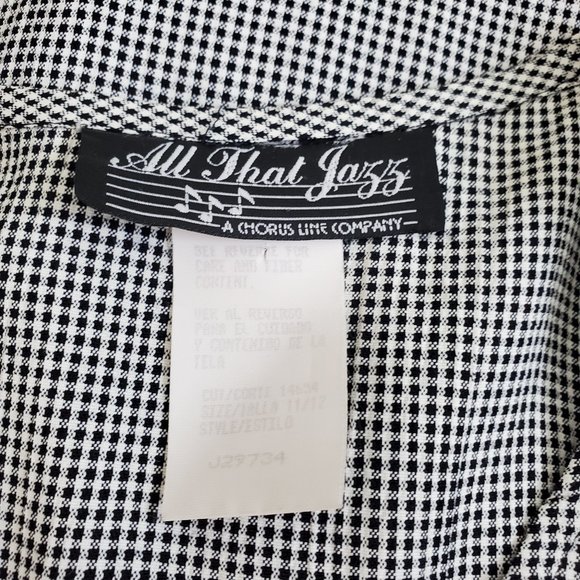 All That Jazz
A CHORUS LINE COMPANY
SEE REVERSE FOR
CARE AND FIBER
CONTENT.
VER AL REVERSO
PARA EL CUIDADO
Y CONTENIDO DE LA
TELA
CUT/CORTE
SIZE/TALLA 11/12
STYLE/ESTILO
J29734